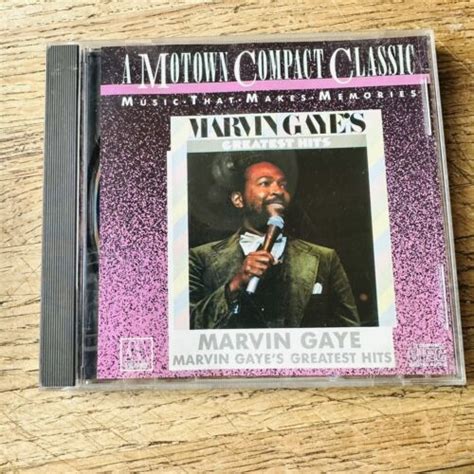 A MOTOWN COMPACT CLASSIC
MUSIC·THAT·MAKES·MEMORIES
MARVIN GAYE'S
GREATEST HITS
MARVIN GAYE
MARVIN GAYE'S GREATEST HITS